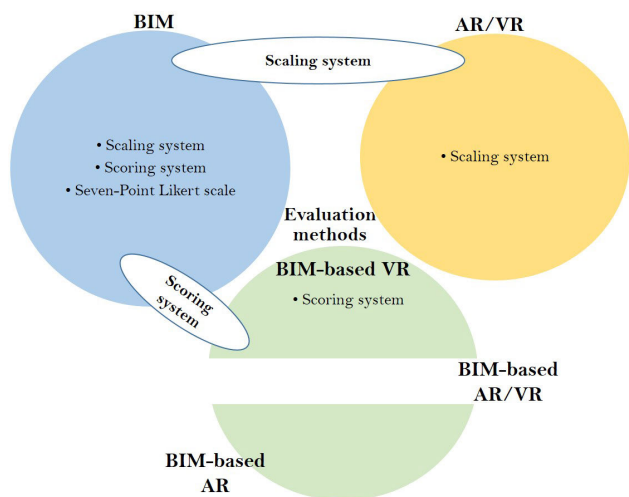 BIM
AR/VR
Scaling system
• Scaling system
• Scoring system
• Seven-Point Likert scale
• Scaling system
Evaluation
methods
BIM-based VR
• Scoring system
Scoring
system
BIM-based
AR/VR
BIM-based
AR